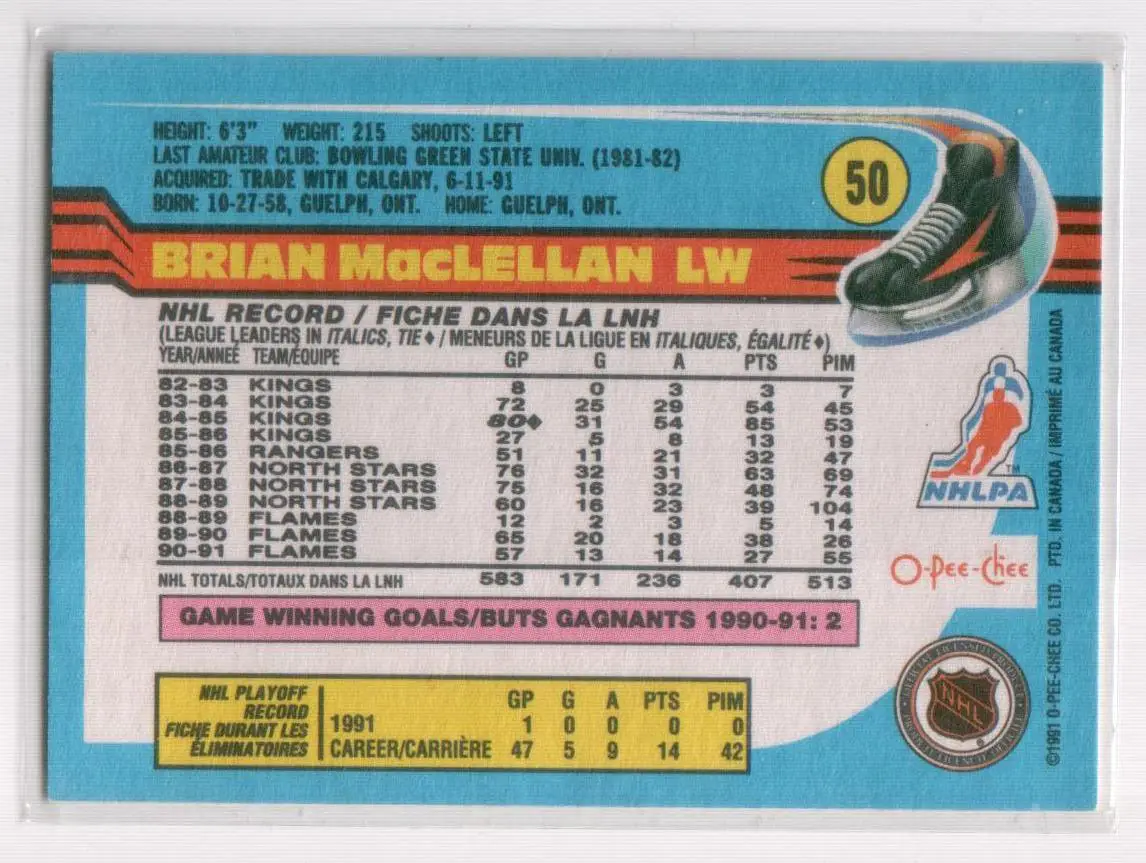 HEIGHT: 6'3" WEIGHT: 215 SHOOTS: LEFT
LAST AMATEUR CLUB: BOWLING GREEN STATE UNIV. (1981-82)
ACQUIRED: TRADE WITH CALGARY, 6-11-91
BORN: 10-27-58, GUELPH, ONT. HOME: GUELPH, ONT.
50
BRIAN MacLELLAN LW
NHL RECORD / FICHE DANS LA LNH
(LEAGUE LEADERS IN ITALICS, TIE♦ / MENEURS DE LA LIGUE EN ITALIQUES, ÉGALITÉ♦)
YEAR/ANNEÉ TEAM/EQUIPE GP G A PTS PIM
82-83 KINGS 8 0 3 3 7
83-84 KINGS 72 25 29 54 45
84-85 KINGS 80♦ 31 54 85 53
85-86 KINGS 27 5 8 13 19
85-86 RANGERS 51 11 21 32 47
86-87 NORTH STARS 76 32 31 63 69
87-88 NORTH STARS 75 16 32 48 74
88-89 NORTH STARS 60 16 23 39 104
88-89 FLAMES 12 2 3 5 14
89-90 FLAMES 65 20 18 38 26
90-91 FLAMES 57 13 14 27 55
NHL TOTALS/TOTAUX DANS LA LNH 583 171 236 407 513
GAME WINNING GOALS/BUTS GAGNANTS 1990-91: 2
NHL PLAYOFF
RECORD
FICHE DURANT LES
ÉLIMINATOIRES
GP G A PTS PIM
1991 1 0 0 0 0
CAREER/CARRIÈRE 47 5 9 14 42
TM
NHLPA
O-Pee-Chee
NHL
©1991 O-PEE-CHEE CO. LTD. PTD. IN CANADA / IMPRIMÉ AU CANADA